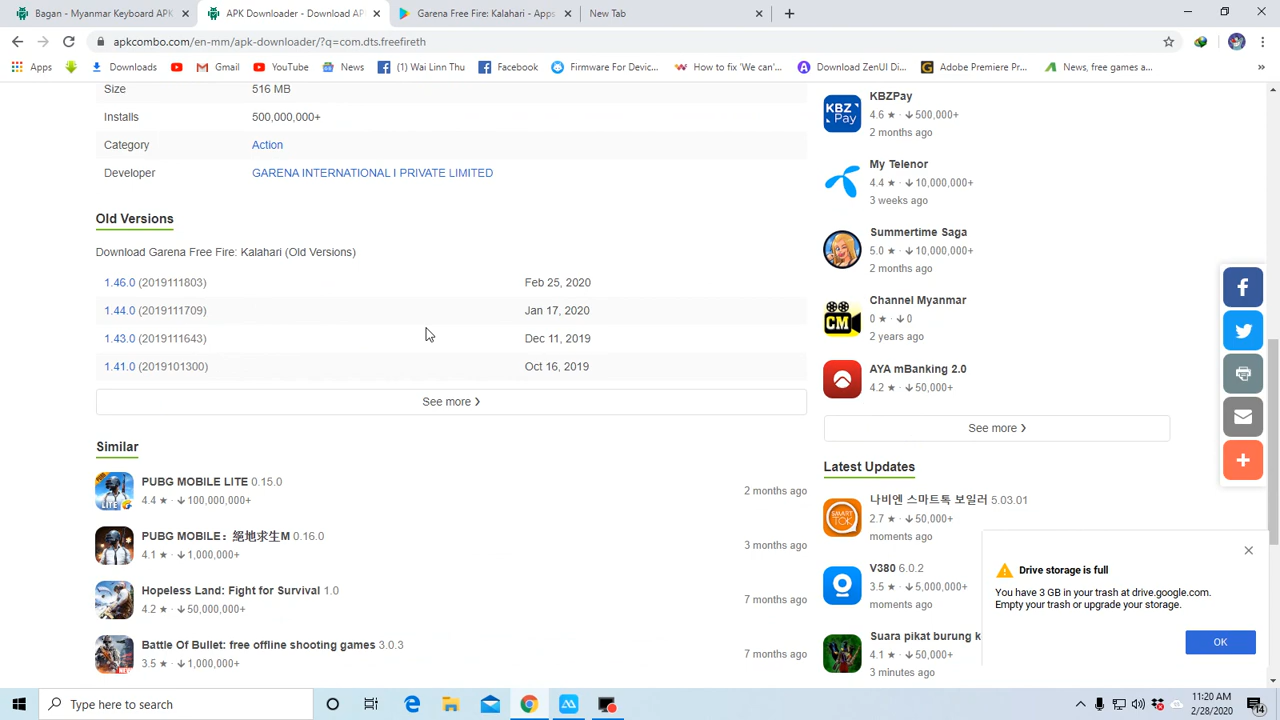 Bagan - Myanmar Keyboard APK
APK Downloader - Download AP
Garena Free Fire: Kalahari - Apps
New Tab
apkcombo.com/en-mm/apk-downloader/?q=com.dts.freefireth
Apps
Downloads
Gmail
YouTube
News
(1) Wai Linn Thu
Facebook
Firmware For Devic...
How to fix 'We can'...
Download ZenUI Di...
Adobe Premiere Pr...
News, free games a...
Size 516 MB
Installs 500,000,000+
Category Action
Developer GARENA INTERNATIONAL I PRIVATE LIMITED
Old Versions
Download Garena Free Fire: Kalahari (Old Versions)
1.46.0 (2019111803) Feb 25, 2020
1.44.0 (2019111709) Jan 17, 2020
1.43.0 (2019111643) Dec 11, 2019
1.41.0 (2019101300) Oct 16, 2019
See more
Similar
PUBG MOBILE LITE 0.15.0
4.4 ★ · 100,000,000+
2 months ago
PUBG MOBILE：絕地求生M 0.16.0
4.1 ★ · 1,000,000+
3 months ago
Hopeless Land: Fight for Survival 1.0
4.2 ★ · 50,000,000+
7 months ago
Battle Of Bullet: free offline shooting games 3.0.3
3.5 ★ · 1,000,000+
7 months ago
KBZ Pay
KBZPay
4.6 ★ · 500,000+
2 months ago
My Telenor
4.4 ★ · 10,000,000+
3 weeks ago
Summertime Saga
5.0 ★ · 10,000,000+
2 months ago
CM
Channel Myanmar
0 ★ · 0
2 years ago
AYA mBanking 2.0
4.2 ★ · 50,000+
See more
Latest Updates
SMART TOK
나비엔 스마트톡 보일러 5.03.01
2.7 ★ · 50,000+
moments ago
V380 6.0.2
3.5 ★ · 5,000,000+
moments ago
Suara pikat burung k
4.1 ★ · 50,000+
3 minutes ago
Drive storage is full
You have 3 GB in your trash at drive.google.com.
Empty your trash or upgrade your storage.
OK
Type here to search
11:20 AM
2/28/2020
14